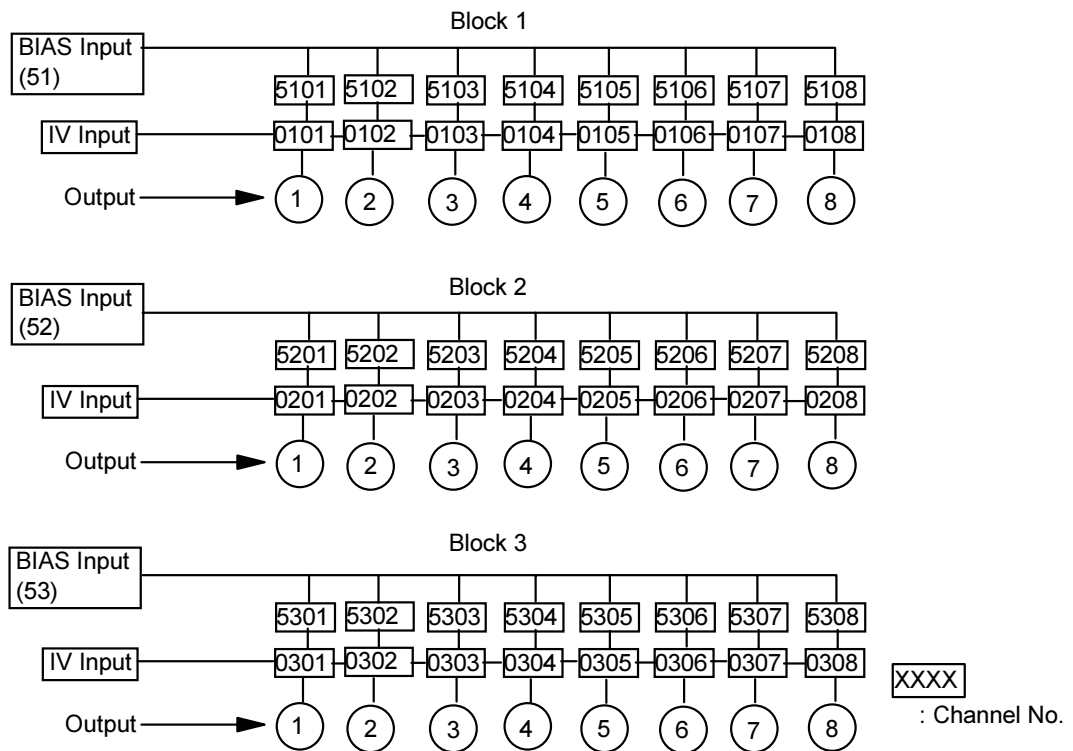 Block 1
BIAS Input
(51)
5101 5102 5103 5104 5105 5106 5107 5108
IV Input 0101 0102 0103 0104 0105 0106 0107 0108
Output 1 2 3 4 5 6 7 8
Block 2
BIAS Input
(52)
5201 5202 5203 5204 5205 5206 5207 5208
IV Input 0201 0202 0203 0204 0205 0206 0207 0208
Output 1 2 3 4 5 6 7 8
Block 3
BIAS Input
(53)
5301 5302 5303 5304 5305 5306 5307 5308
IV Input 0301 0302 0303 0304 0305 0306 0307 0308
XXXX
: Channel No.
Output 1 2 3 4 5 6 7 8